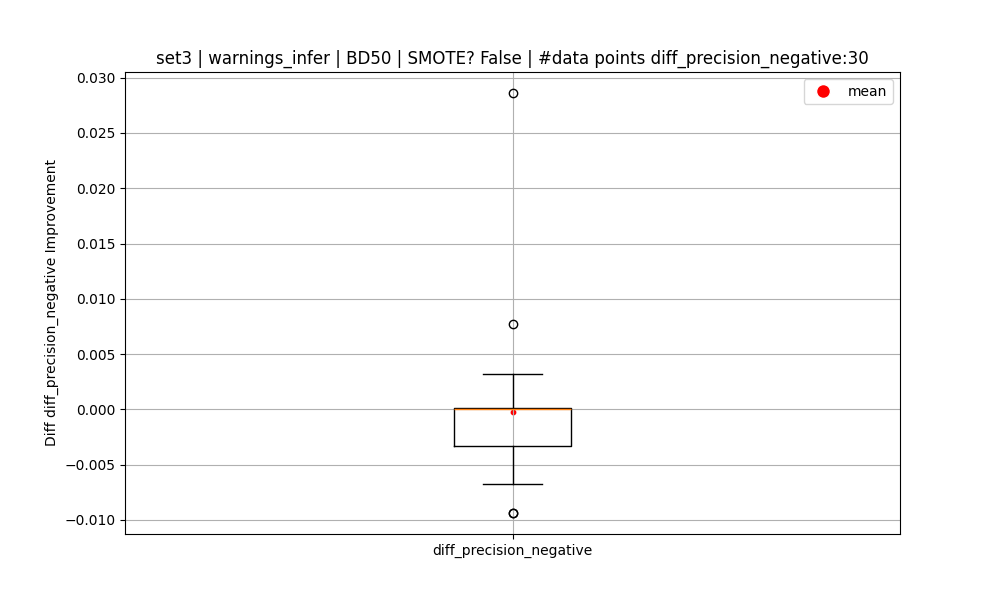 set3 | warnings_infer | BD50 | SMOTE? False | #data points diff_precision_negative:30
mean
Diff diff_precision_negative Improvement
0.030
0.025
0.020
0.015
0.010
0.005
0.000
−0.005
−0.010
diff_precision_negative